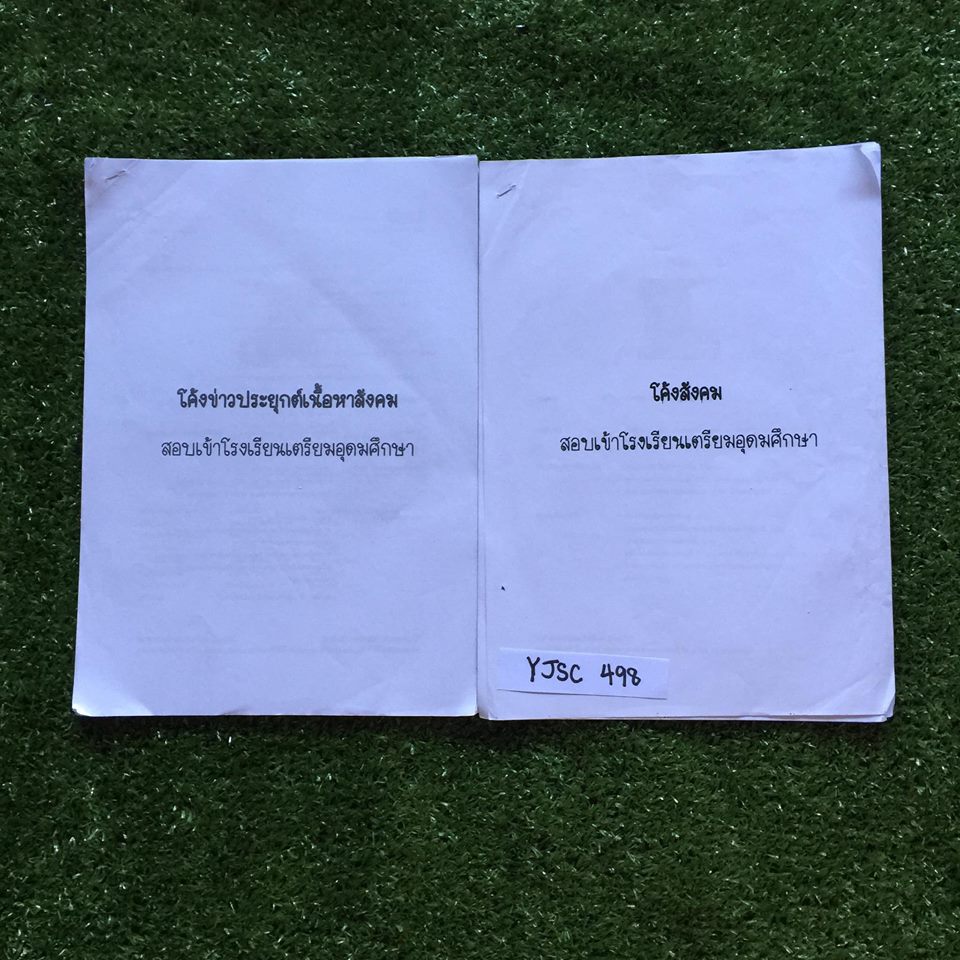 โค้งข่าวประยุกต์เนื้อหาสังคม
สอบเข้าโรงเรียนเตรียมอุดมศึกษา
โค้งสังคม
สอบเข้าโรงเรียนเตรียมอุดมศึกษา
YJSC 498